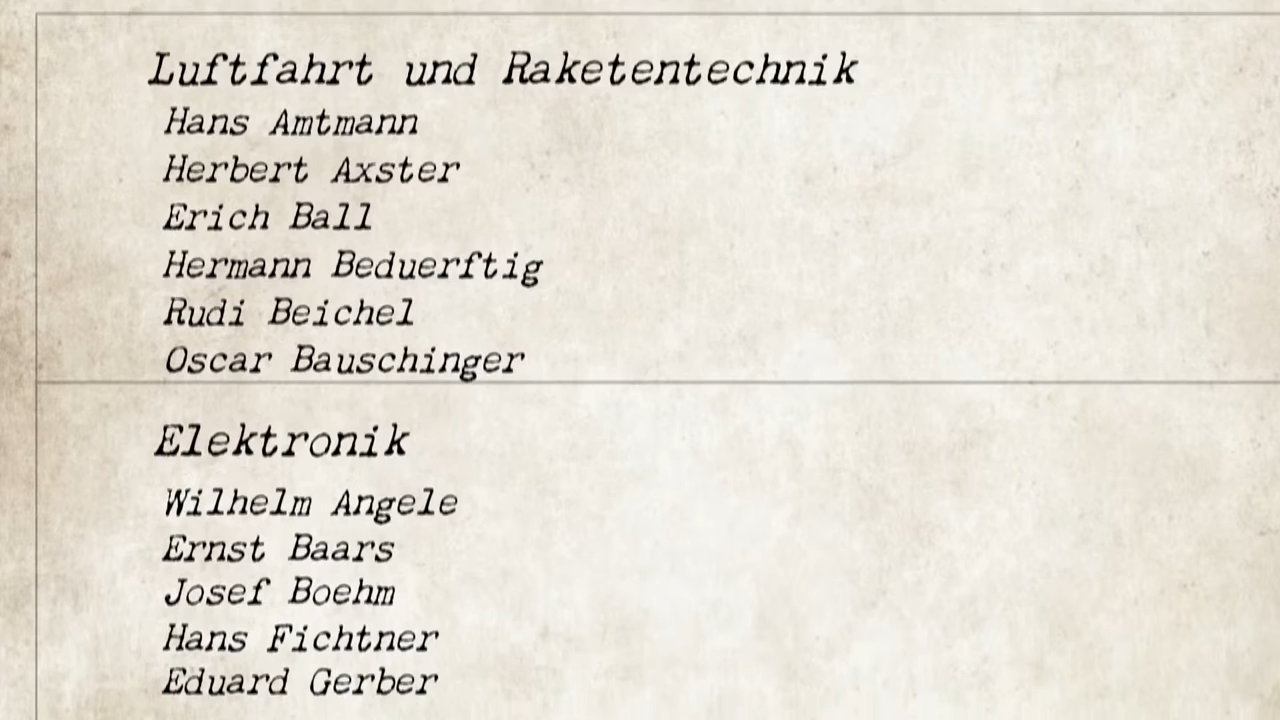 Luftfahrt und Raketentechnik
Hans Amtmann
Herbert Axster
Erich Ball
Hermann Beduerftig
Rudi Beichel
Oscar Bauschinger
Elektronik
Wilhelm Angele
Ernst Baars
Josef Boehm
Hans Fichtner
Eduard Gerber